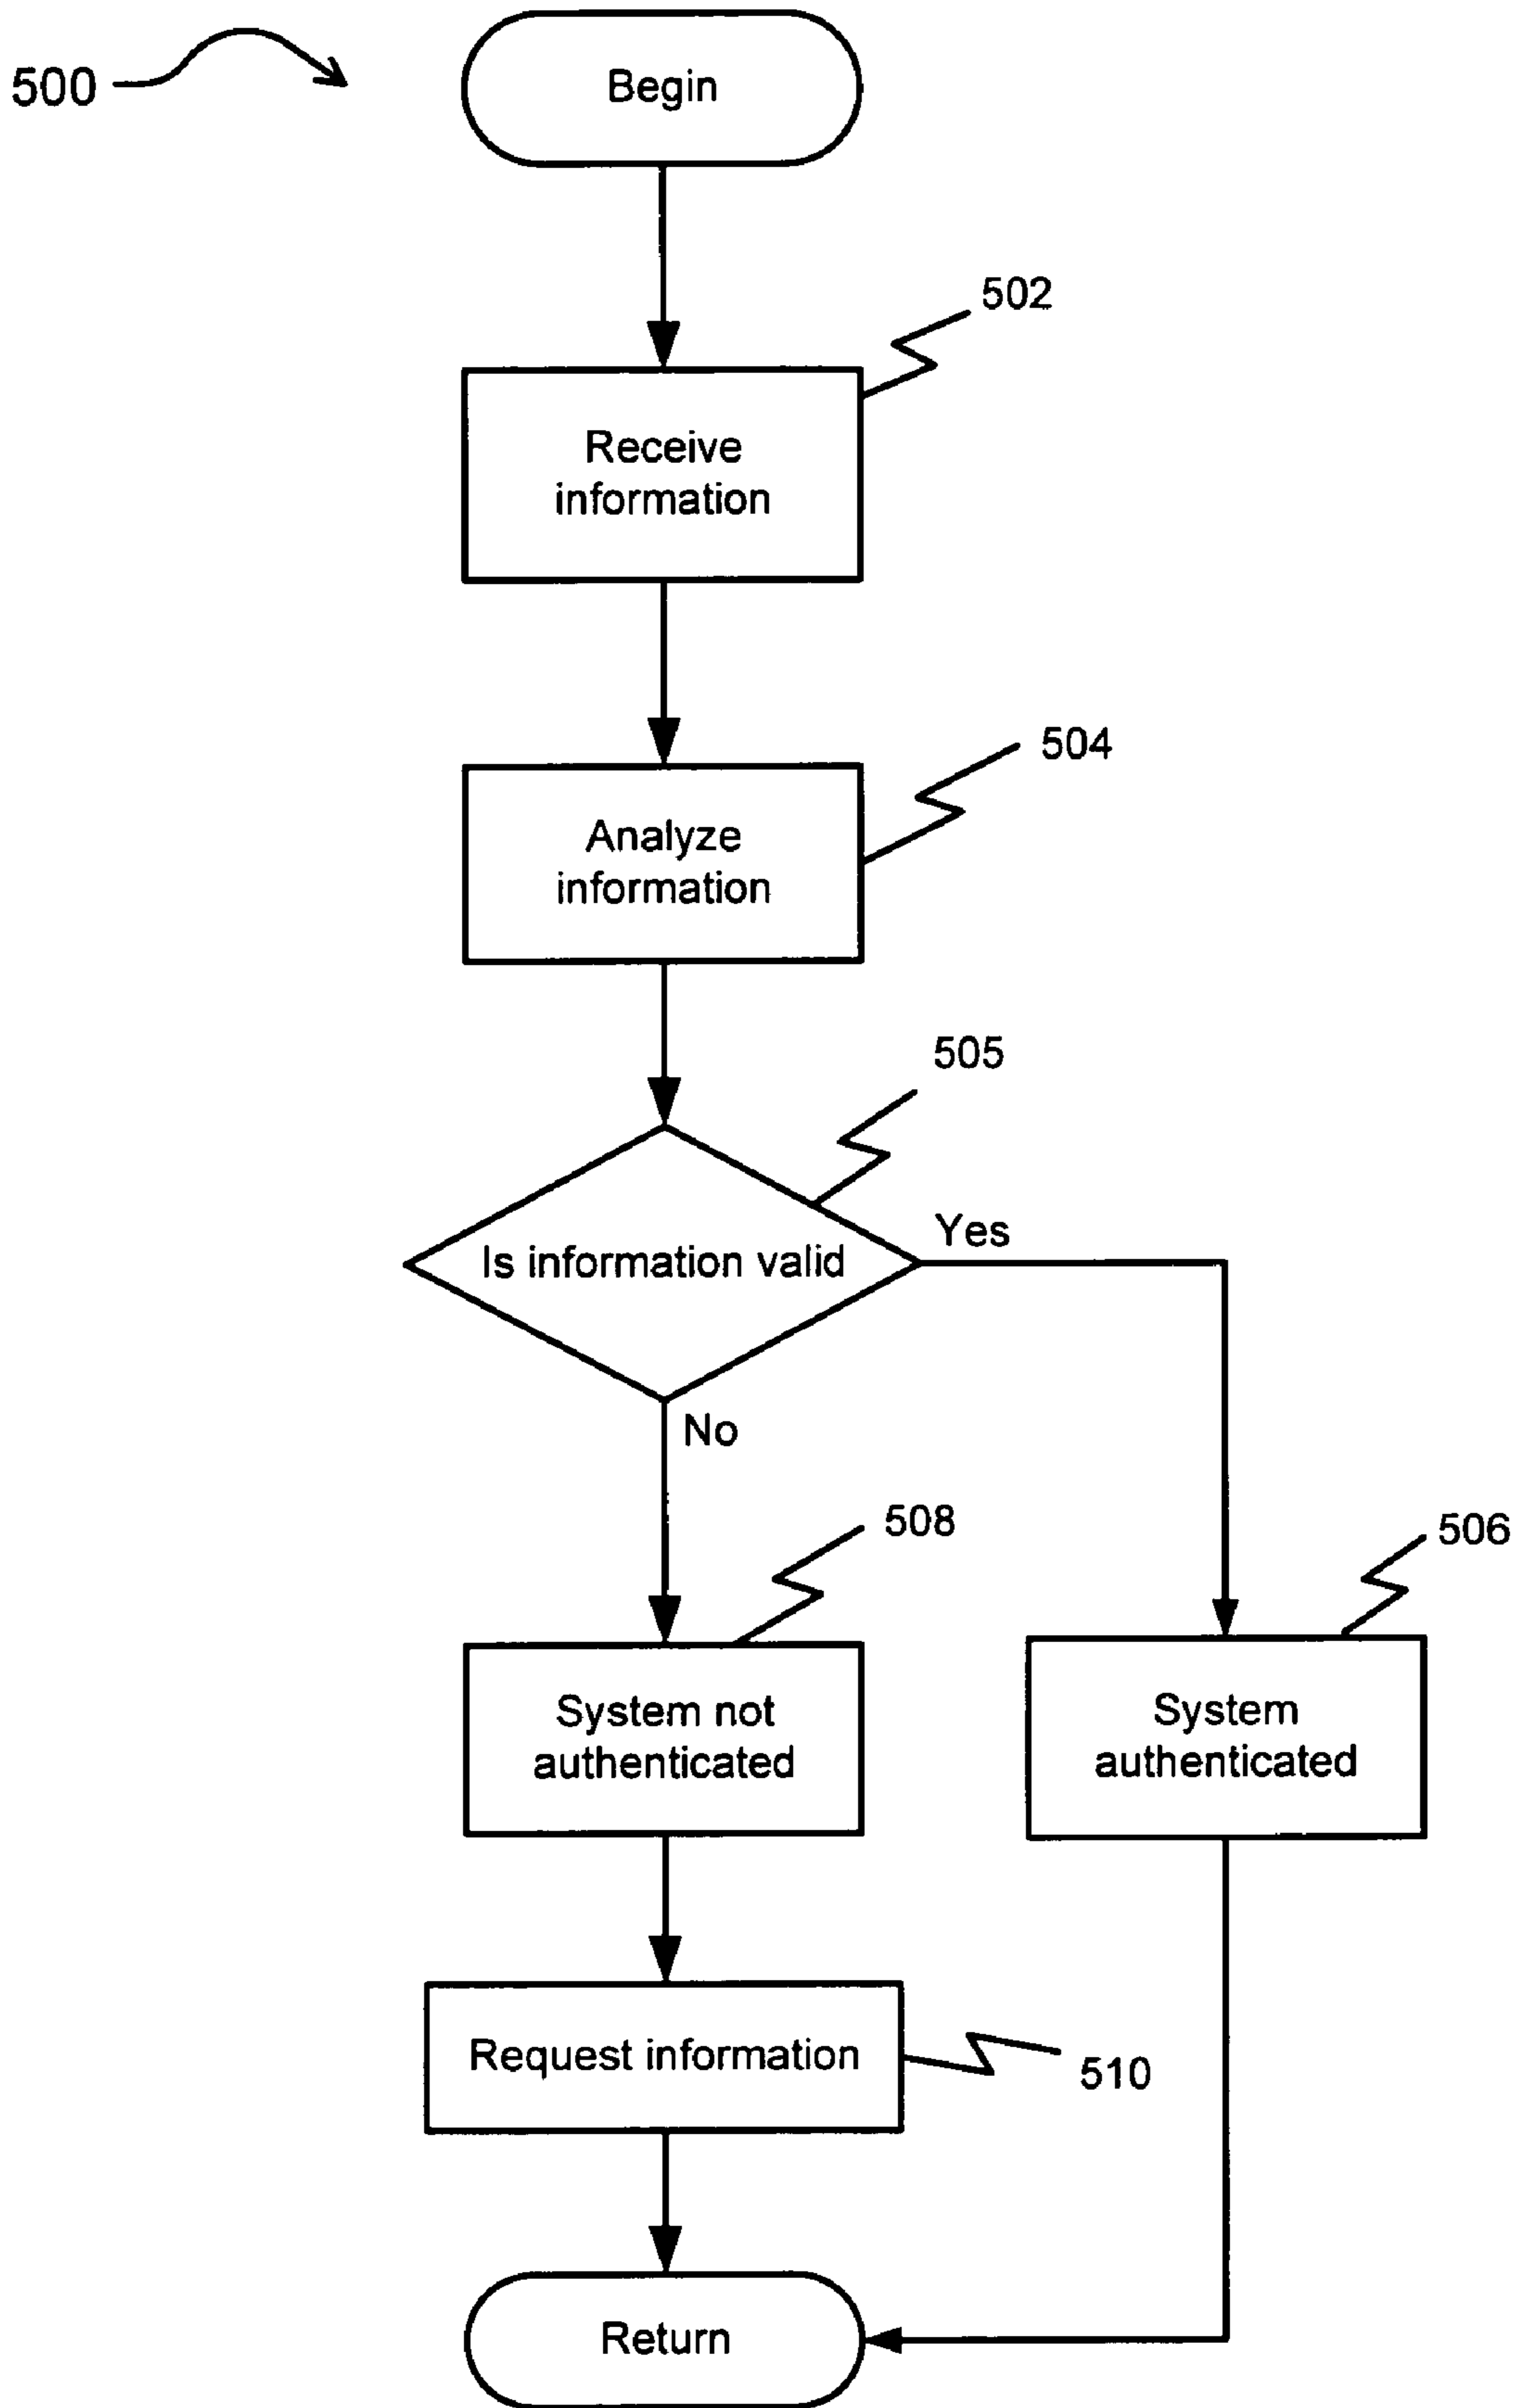 500
Begin
502
Receive
information
504
Analyze
information
505
Is information valid
Yes
No
508
506
System not
authenticated
System
authenticated
Request information
510
Return